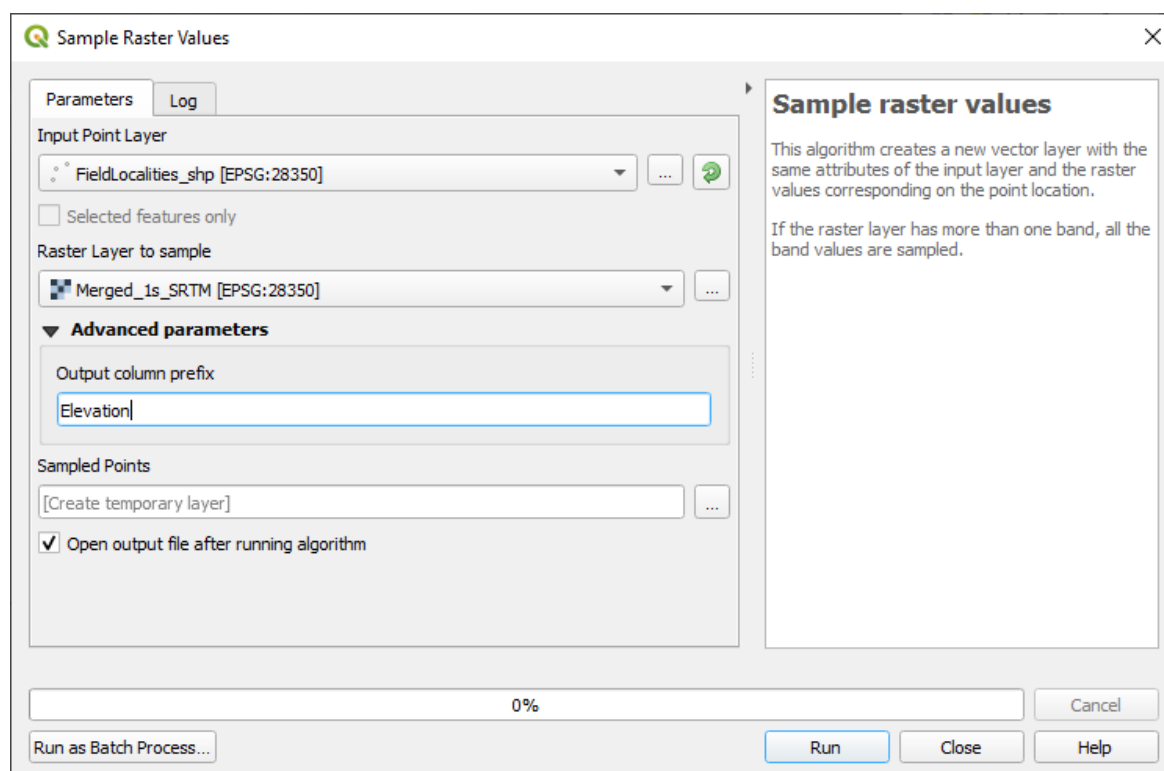 Sample Raster Values
Parameters
Log
Input Point Layer
FieldLocalities_shp [EPSG:28350]
...
Selected features only
Raster Layer to sample
Merged_1s_SRTM [EPSG:28350]
...
Advanced parameters
Output column prefix
Elevation
Sampled Points
[Create temporary layer]
...
Open output file after running algorithm
Sample raster values
This algorithm creates a new vector layer with the
same attributes of the input layer and the raster
values corresponding on the point location.
If the raster layer has more than one band, all the
band values are sampled.
0%
Cancel
Run as Batch Process...
Run
Close
Help